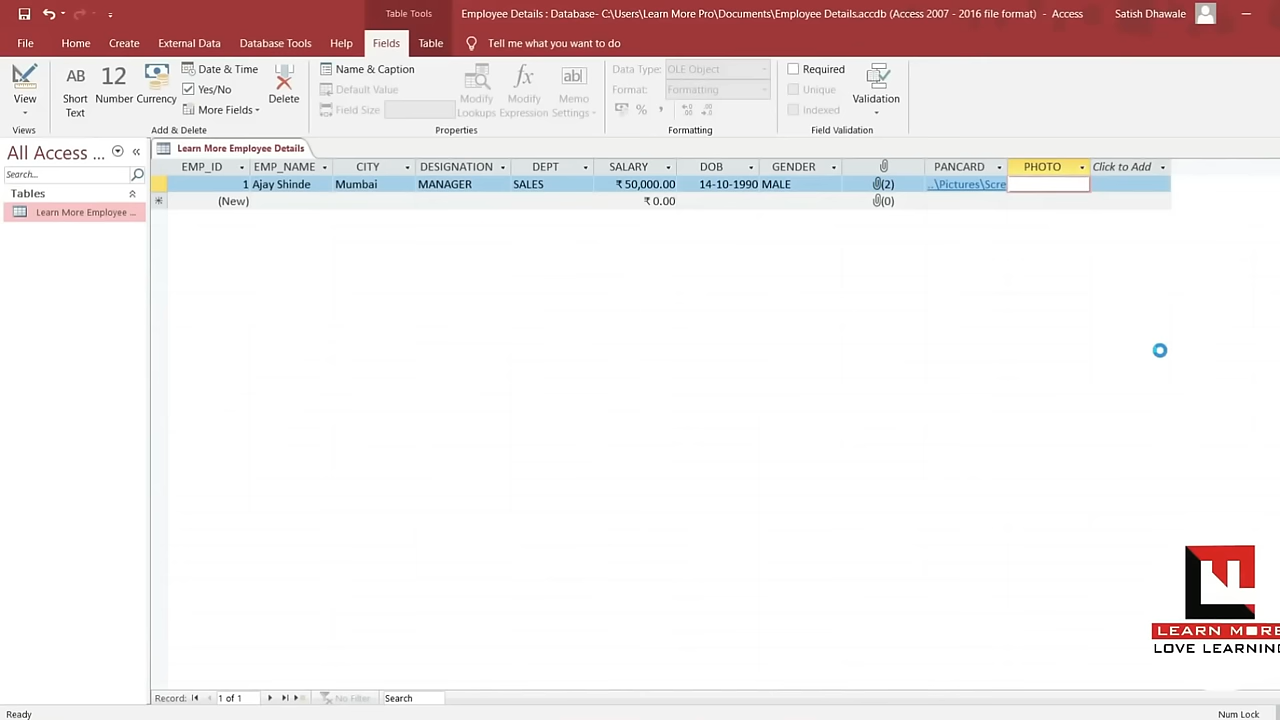 Table Tools
Employee Details : Database- C:\Users\Learn More Pro\Documents\Employee Details.accdb (Access 2007 - 2016 file format) - Access
Satish Dhawale
File Home Create External Data Database Tools Help Fields Table Tell me what you want to do
View
Views
AB
Short Text
12
Number
Currency
Date & Time
Yes/No
More Fields
Delete
Add & Delete
Name & Caption
Default Value
Field Size
Modify Lookups
fx
Modify Expression
ab|
Memo Settings
Properties
Data Type: OLE Object
Format: Formatting
%
Formatting
Required
Unique
Indexed
Validation
Field Validation
All Access ...
Search...
Tables
Learn More Employee ...
Learn More Employee Details
EMP_ID EMP_NAME CITY DESIGNATION DEPT SALARY DOB GENDER PANCARD PHOTO Click to Add
1 Ajay Shinde Mumbai MANAGER SALES ₹ 50,000.00 14-10-1990 MALE (2) ..\Pictures\Scre
(New) ₹ 0.00 (0)
LEARN MORE
LOVE LEARNING
Record: 1 of 1 No Filter Search
Ready
Num Lock